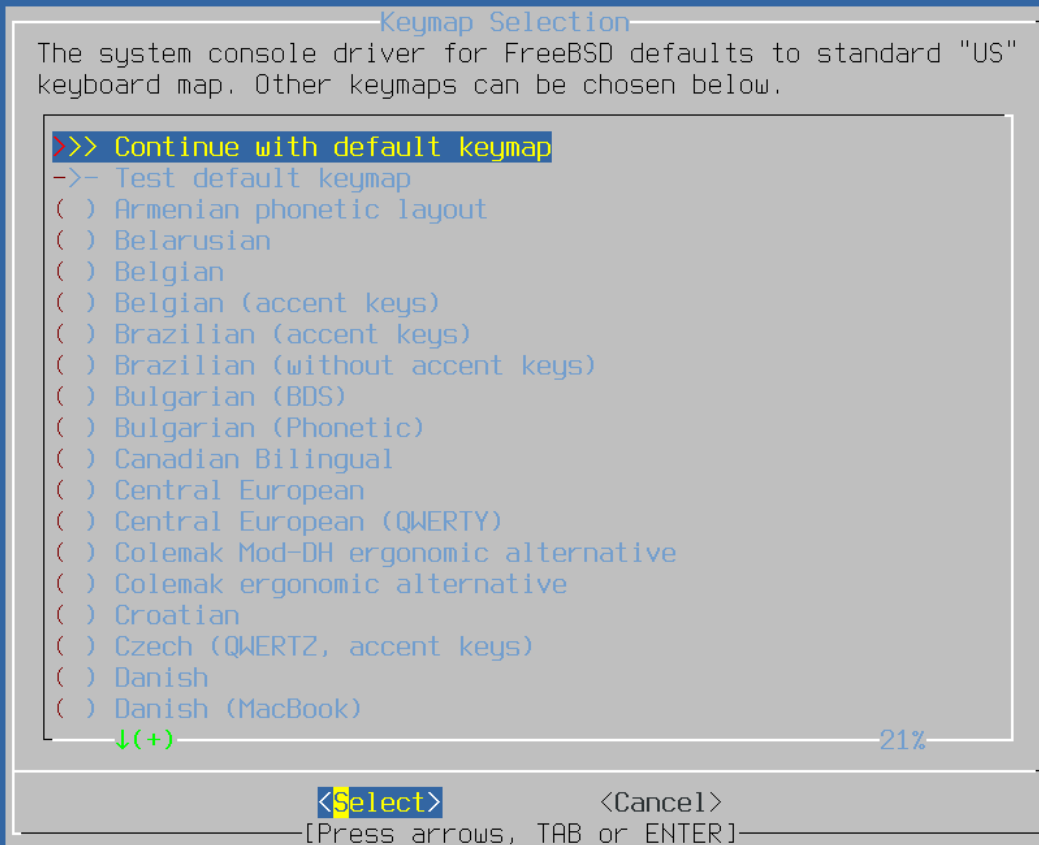 Keymap Selection
The system console driver for FreeBSD defaults to standard "US"
keyboard map. Other keymaps can be chosen below.
>>> Continue with default keymap
->- Test default keymap
( ) Armenian phonetic layout
( ) Belarusian
( ) Belgian
( ) Belgian (accent keys)
( ) Brazilian (accent keys)
( ) Brazilian (without accent keys)
( ) Bulgarian (BDS)
( ) Bulgarian (Phonetic)
( ) Canadian Bilingual
( ) Central European
( ) Central European (QWERTY)
( ) Colemak Mod-DH ergonomic alternative
( ) Colemak ergonomic alternative
( ) Croatian
( ) Czech (QWERTZ, accent keys)
( ) Danish
( ) Danish (MacBook)
↓(+) 21%
<Select> <Cancel>
[Press arrows, TAB or ENTER]